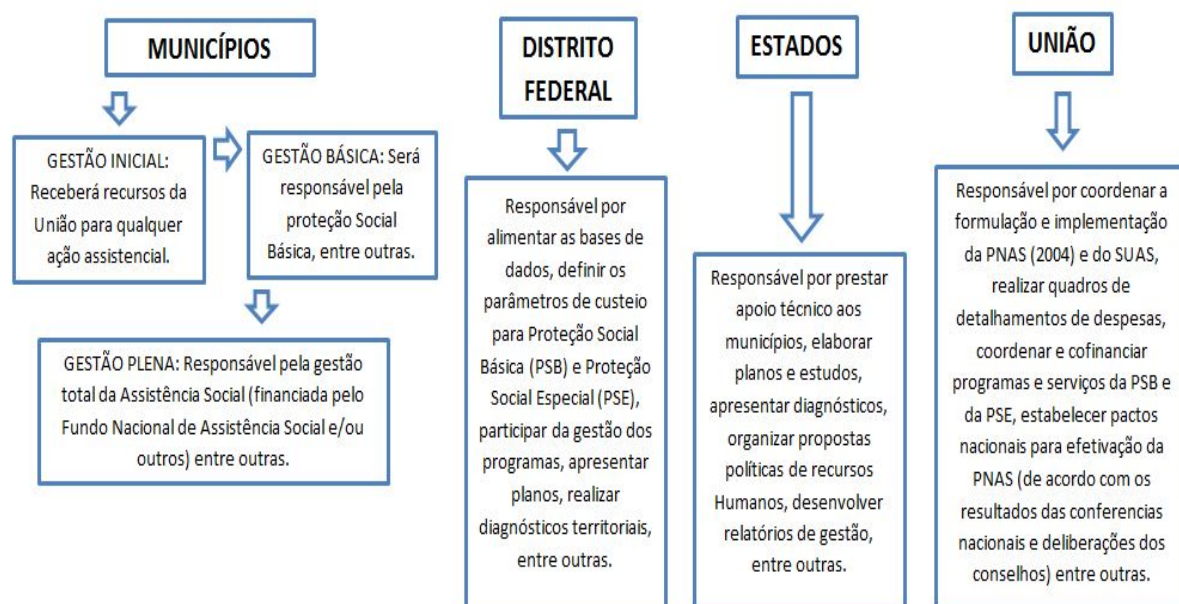 MUNICÍPIOS
GESTÃO INICIAL:
Receberá recursos da
União para qualquer
ação assistencial.
GESTÃO BÁSICA: Será
responsável pela
proteção Social
Básica, entre outras.
GESTÃO PLENA: Responsável pela gestão
total da Assistência Social (financiada pelo
Fundo Nacional de Assistência Social e/ou
outros) entre outras.
DISTRITO
FEDERAL
Responsável por
alimentar as bases de
dados, definir os
parâmetros de custeio
para Proteção Social
Básica (PSB) e Proteção
Social Especial (PSE),
participar da gestão dos
programas, apresentar
planos, realizar
diagnósticos territoriais,
entre outras.
ESTADOS
Responsável por prestar
apoio técnico aos
municípios, elaborar
planos e estudos,
apresentar diagnósticos,
organizar propostas
políticas de recursos
Humanos, desenvolver
relatórios de gestão,
entre outras.
UNIÃO
Responsável por coordenar a
formulação e implementação
da PNAS (2004) e do SUAS,
realizar quadros de
detalhamentos de despesas,
coordenar e cofinanciar
programas e serviços da PSB e
da PSE, estabelecer pactos
nacionais para efetivação da
PNAS (de acordo com os
resultados das conferencias
nacionais e deliberações dos
conselhos) entre outras.